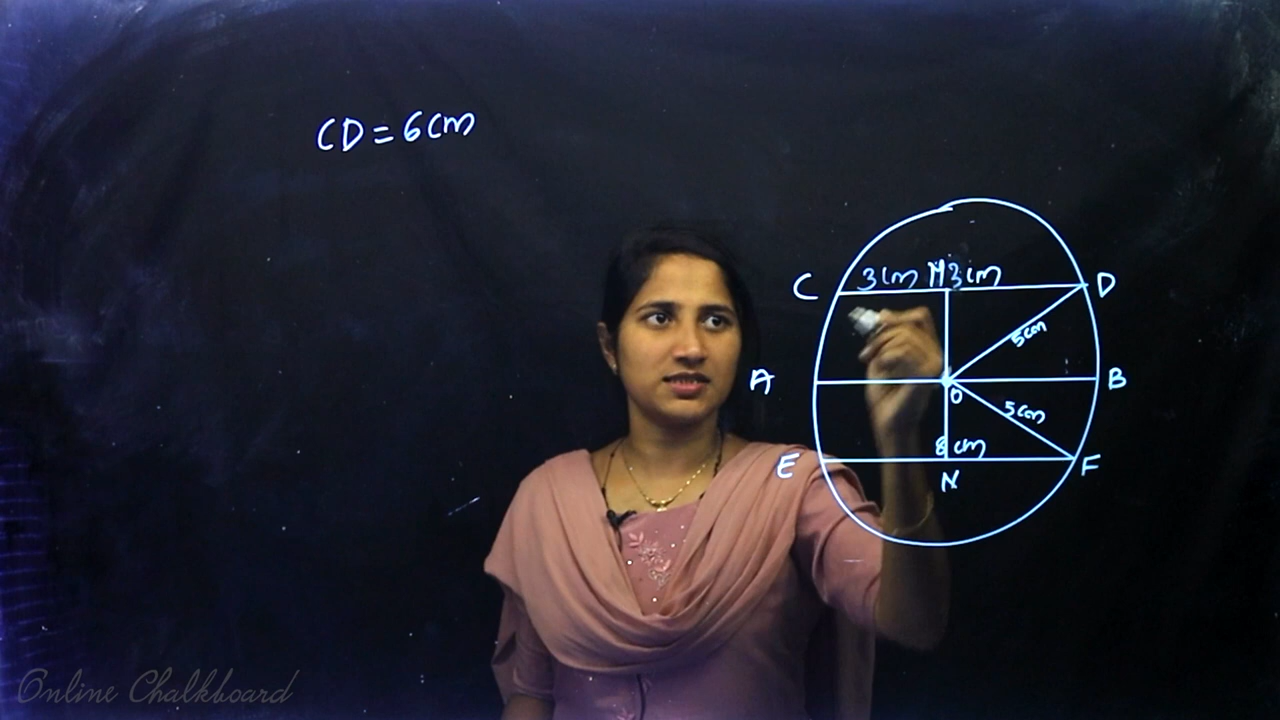 CD = 6cm
C 3cm M 3cm D
5cm
A O B
5cm
E 8cm F
N
Online Chalkboard